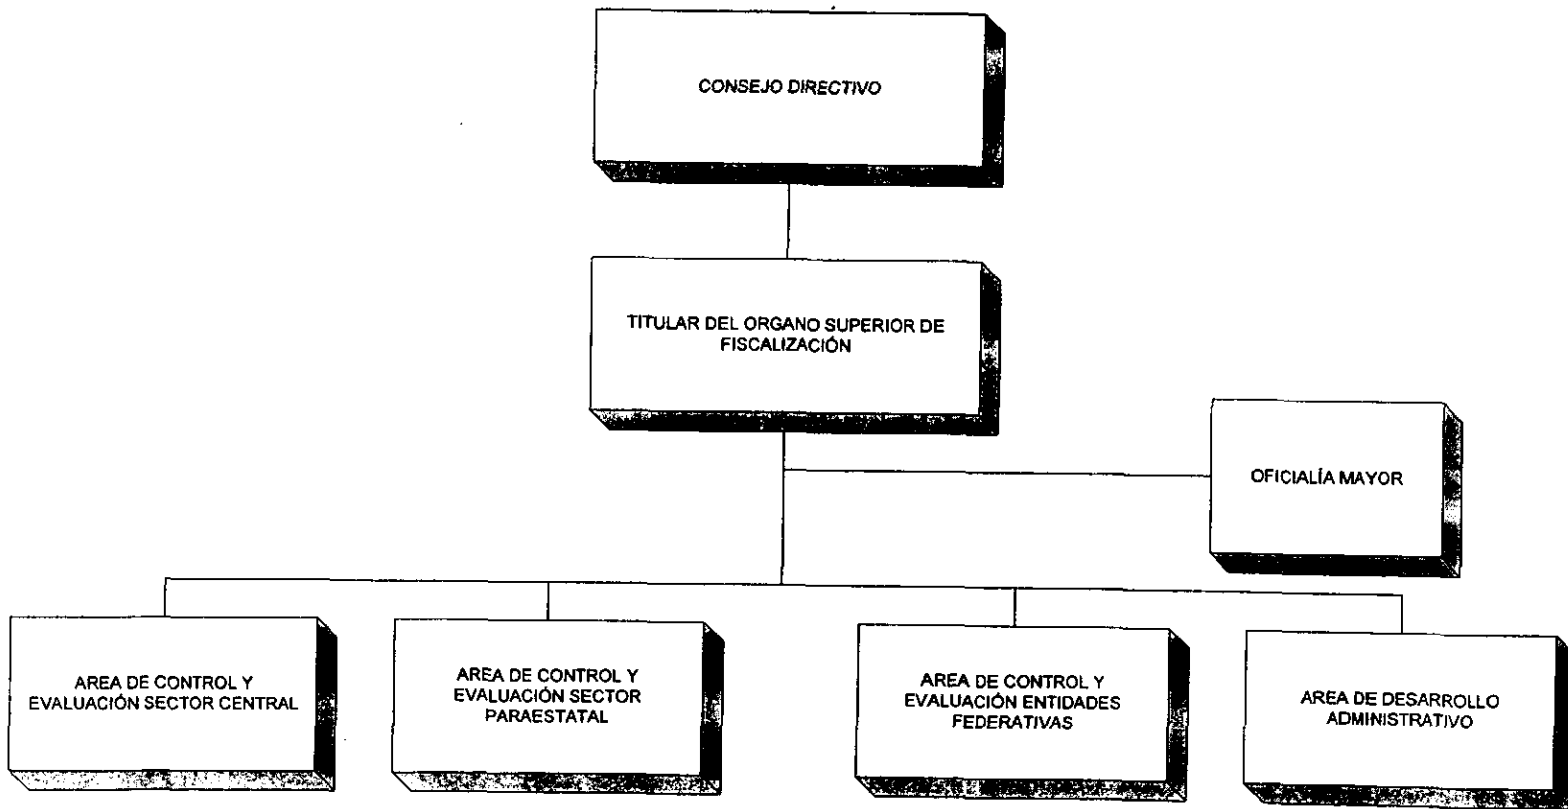 CONSEJO DIRECTIVO
TITULAR DEL ORGANO SUPERIOR DE
FISCALIZACIÓN
OFICIALÍA MAYOR
AREA DE CONTROL Y
EVALUACIÓN SECTOR CENTRAL
AREA DE CONTROL Y
EVALUACIÓN SECTOR
PARAESTATAL
AREA DE CONTROL Y
EVALUACIÓN ENTIDADES
FEDERATIVAS
AREA DE DESARROLLO
ADMINISTRATIVO